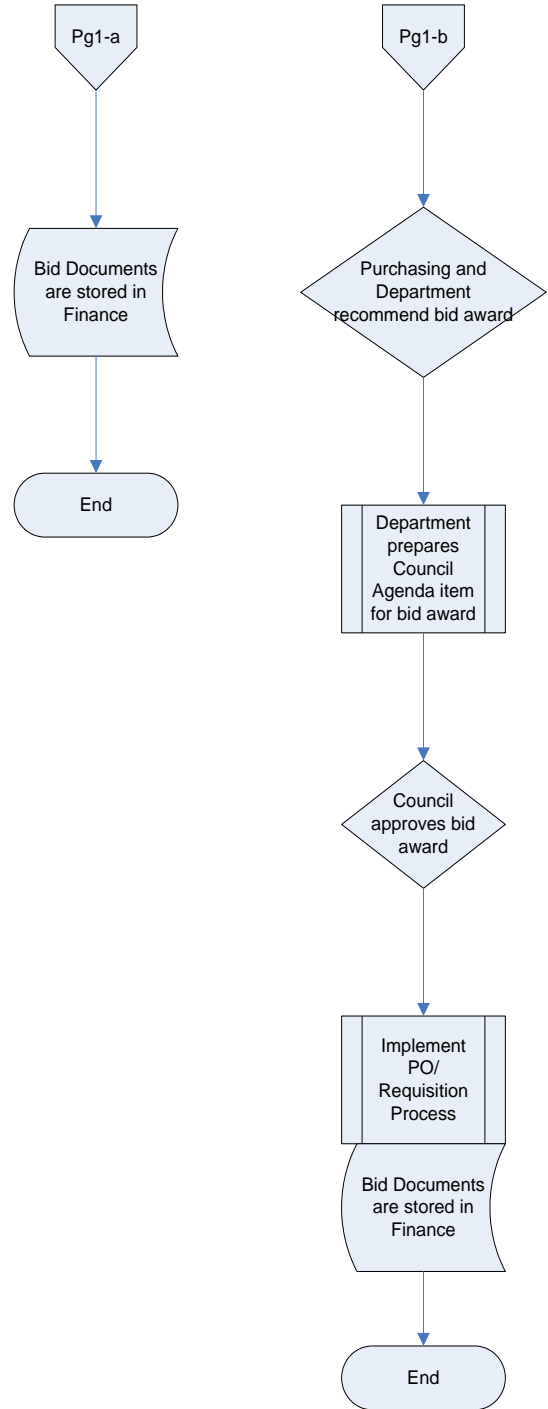 Pg1-a
Bid Documents
are stored in
Finance
End
Pg1-b
Purchasing and
Department
recommend bid award
Department
prepares
Council
Agenda item
for bid award
Council
approves bid
award
Implement
PO/
Requisition
Process
Bid Documents
are stored in
Finance
End